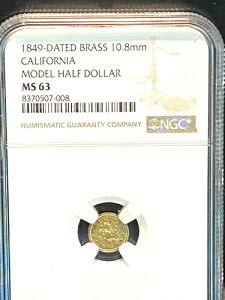 1849-DATED BRASS 10.8mm
CALIFORNIA
MODEL HALF DOLLAR
MS 63
8370507-008
NUMISMATIC GUARANTY COMPANY
NGC